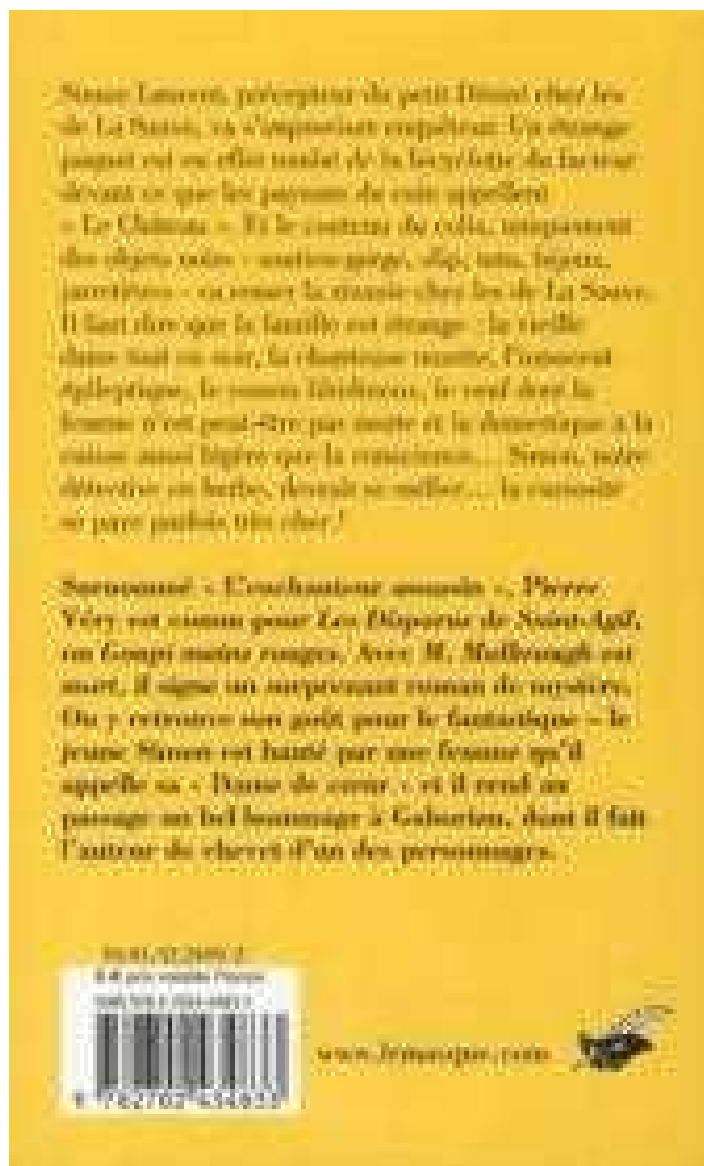 Simon Lauvon, précepteur du petit Désiré chez les
de La Sauve, va s'improviser enquêteur. Un étrange
paquet est en effet tombé de la bicyclette du facteur
devant ce que les paysans du coin appellent
« Le Château ». Et le contenu du colis, uniquement
des objets noirs - soutien-gorge, slip, bas, bijoux,
jarretières - va semer la zizanie chez les de La Sauve.
Il faut dire que la famille est étrange : la vieille
dame tout en noir, la muette, l'innocent
épileptique, le cousin libidineux, le veuf dont la
femme n'est peut-être pas morte et la domestique à la
cuisse aussi légère que la conscience... Simon, notre
détective en herbe, devrait se méfier... la curiosité
se paye parfois très cher !
Surnommé « L'enchanteur assassin », Pierre
Véry est connu pour Les Disparus de Saint-Agil,
ou Goupi mains rouges. Avec M. Malbrough est
mort, il signe un surprenant roman de mystère.
On y retrouve son goût pour le fantastique – le
jeune Simon est hanté par une femme qu'il
appelle sa « Dame de cœur » et il rend au
passage un bel hommage à Gaboriau, dont il fait
l'auteur de chevet d'un des personnages.
www.lemasque.com